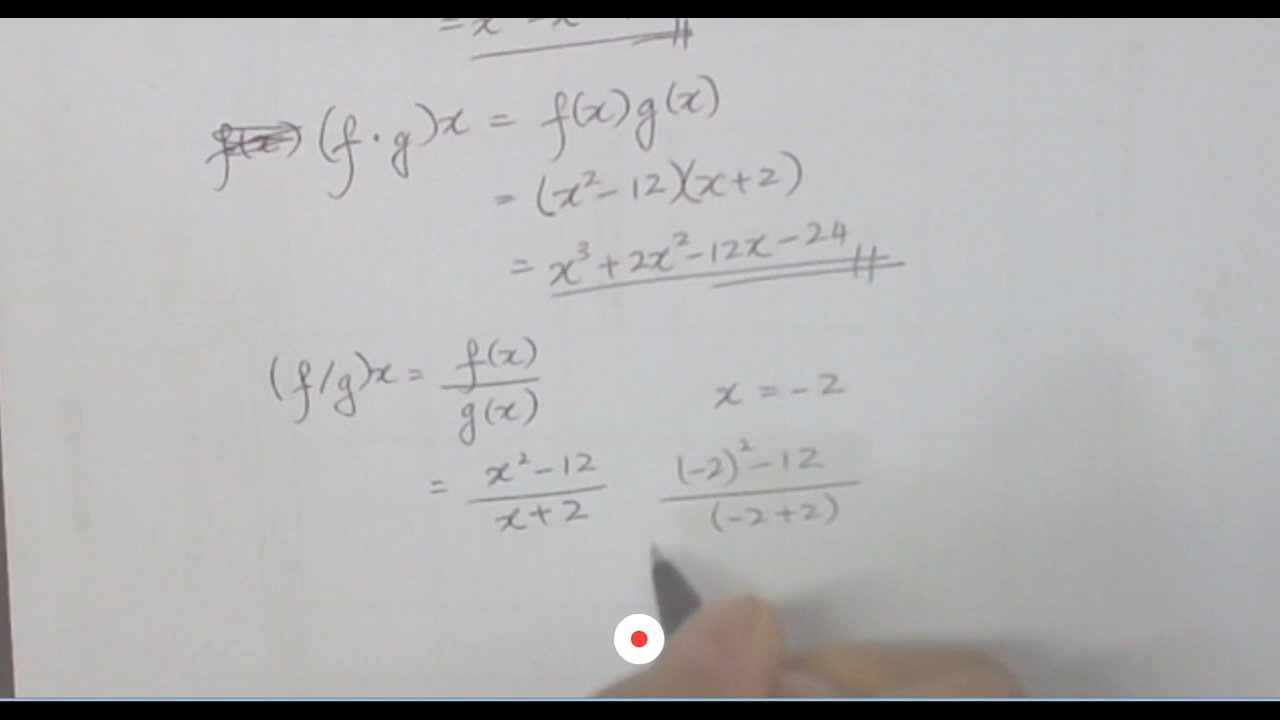 (f·g)x = f(x)g(x)
= (x²-12)(x+2)
= x³+2x²-12x-24
(f/g)x = f(x)/g(x)
x = -2
= x²-12/x+2
(-2)²-12/(-2+2)